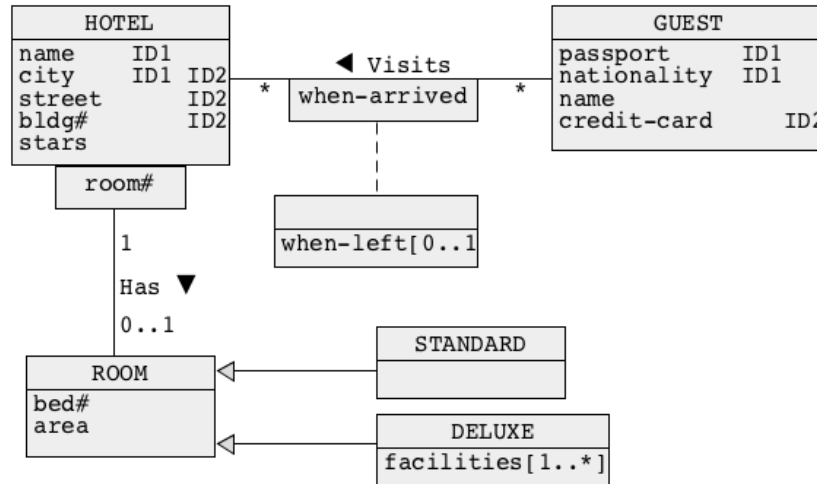 HOTEL
name ID1
city ID1 ID2
street ID2
bldg# ID2
stars
room#
◀ Visits
*
*
when-arrived
when-left[0..1
GUEST
passport ID1
nationality ID1
name
credit-card ID2
1
Has ▼
0..1
ROOM
bed#
area
STANDARD
DELUXE
facilities[1..*]